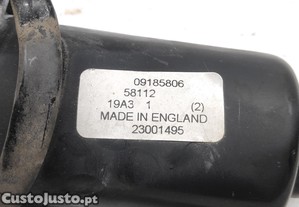 09185806
58112
19A3 1 (2)
MADE IN ENGLAND
23001495
CustoJusto.pt